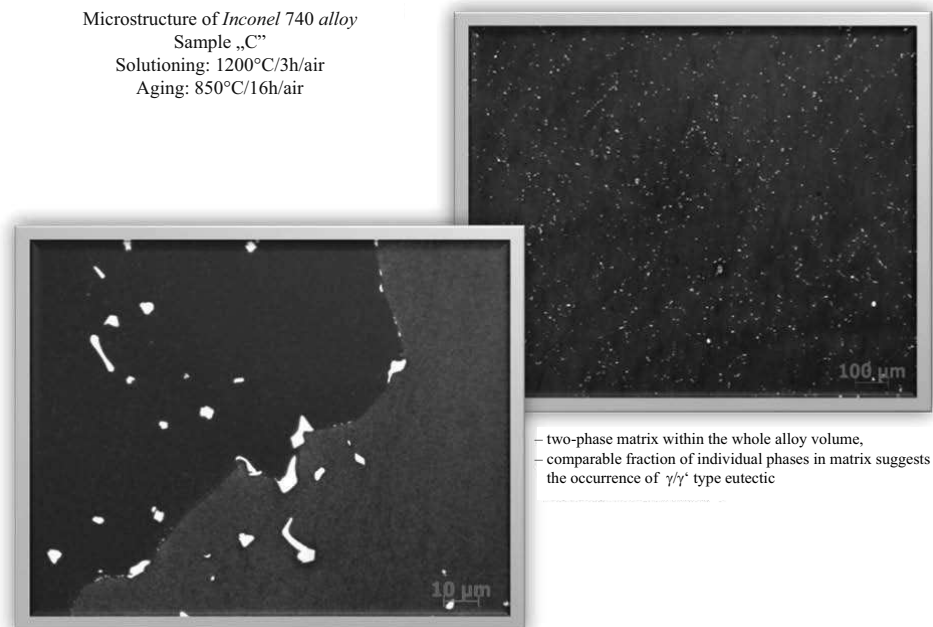 Microstructure of Inconel 740 alloy
Sample „C”
Solutioning: 1200°C/3h/air
Aging: 850°C/16h/air
100 µm
– two-phase matrix within the whole alloy volume,
– comparable fraction of individual phases in matrix suggests
the occurrence of γ/γ‘ type eutectic
10 µm